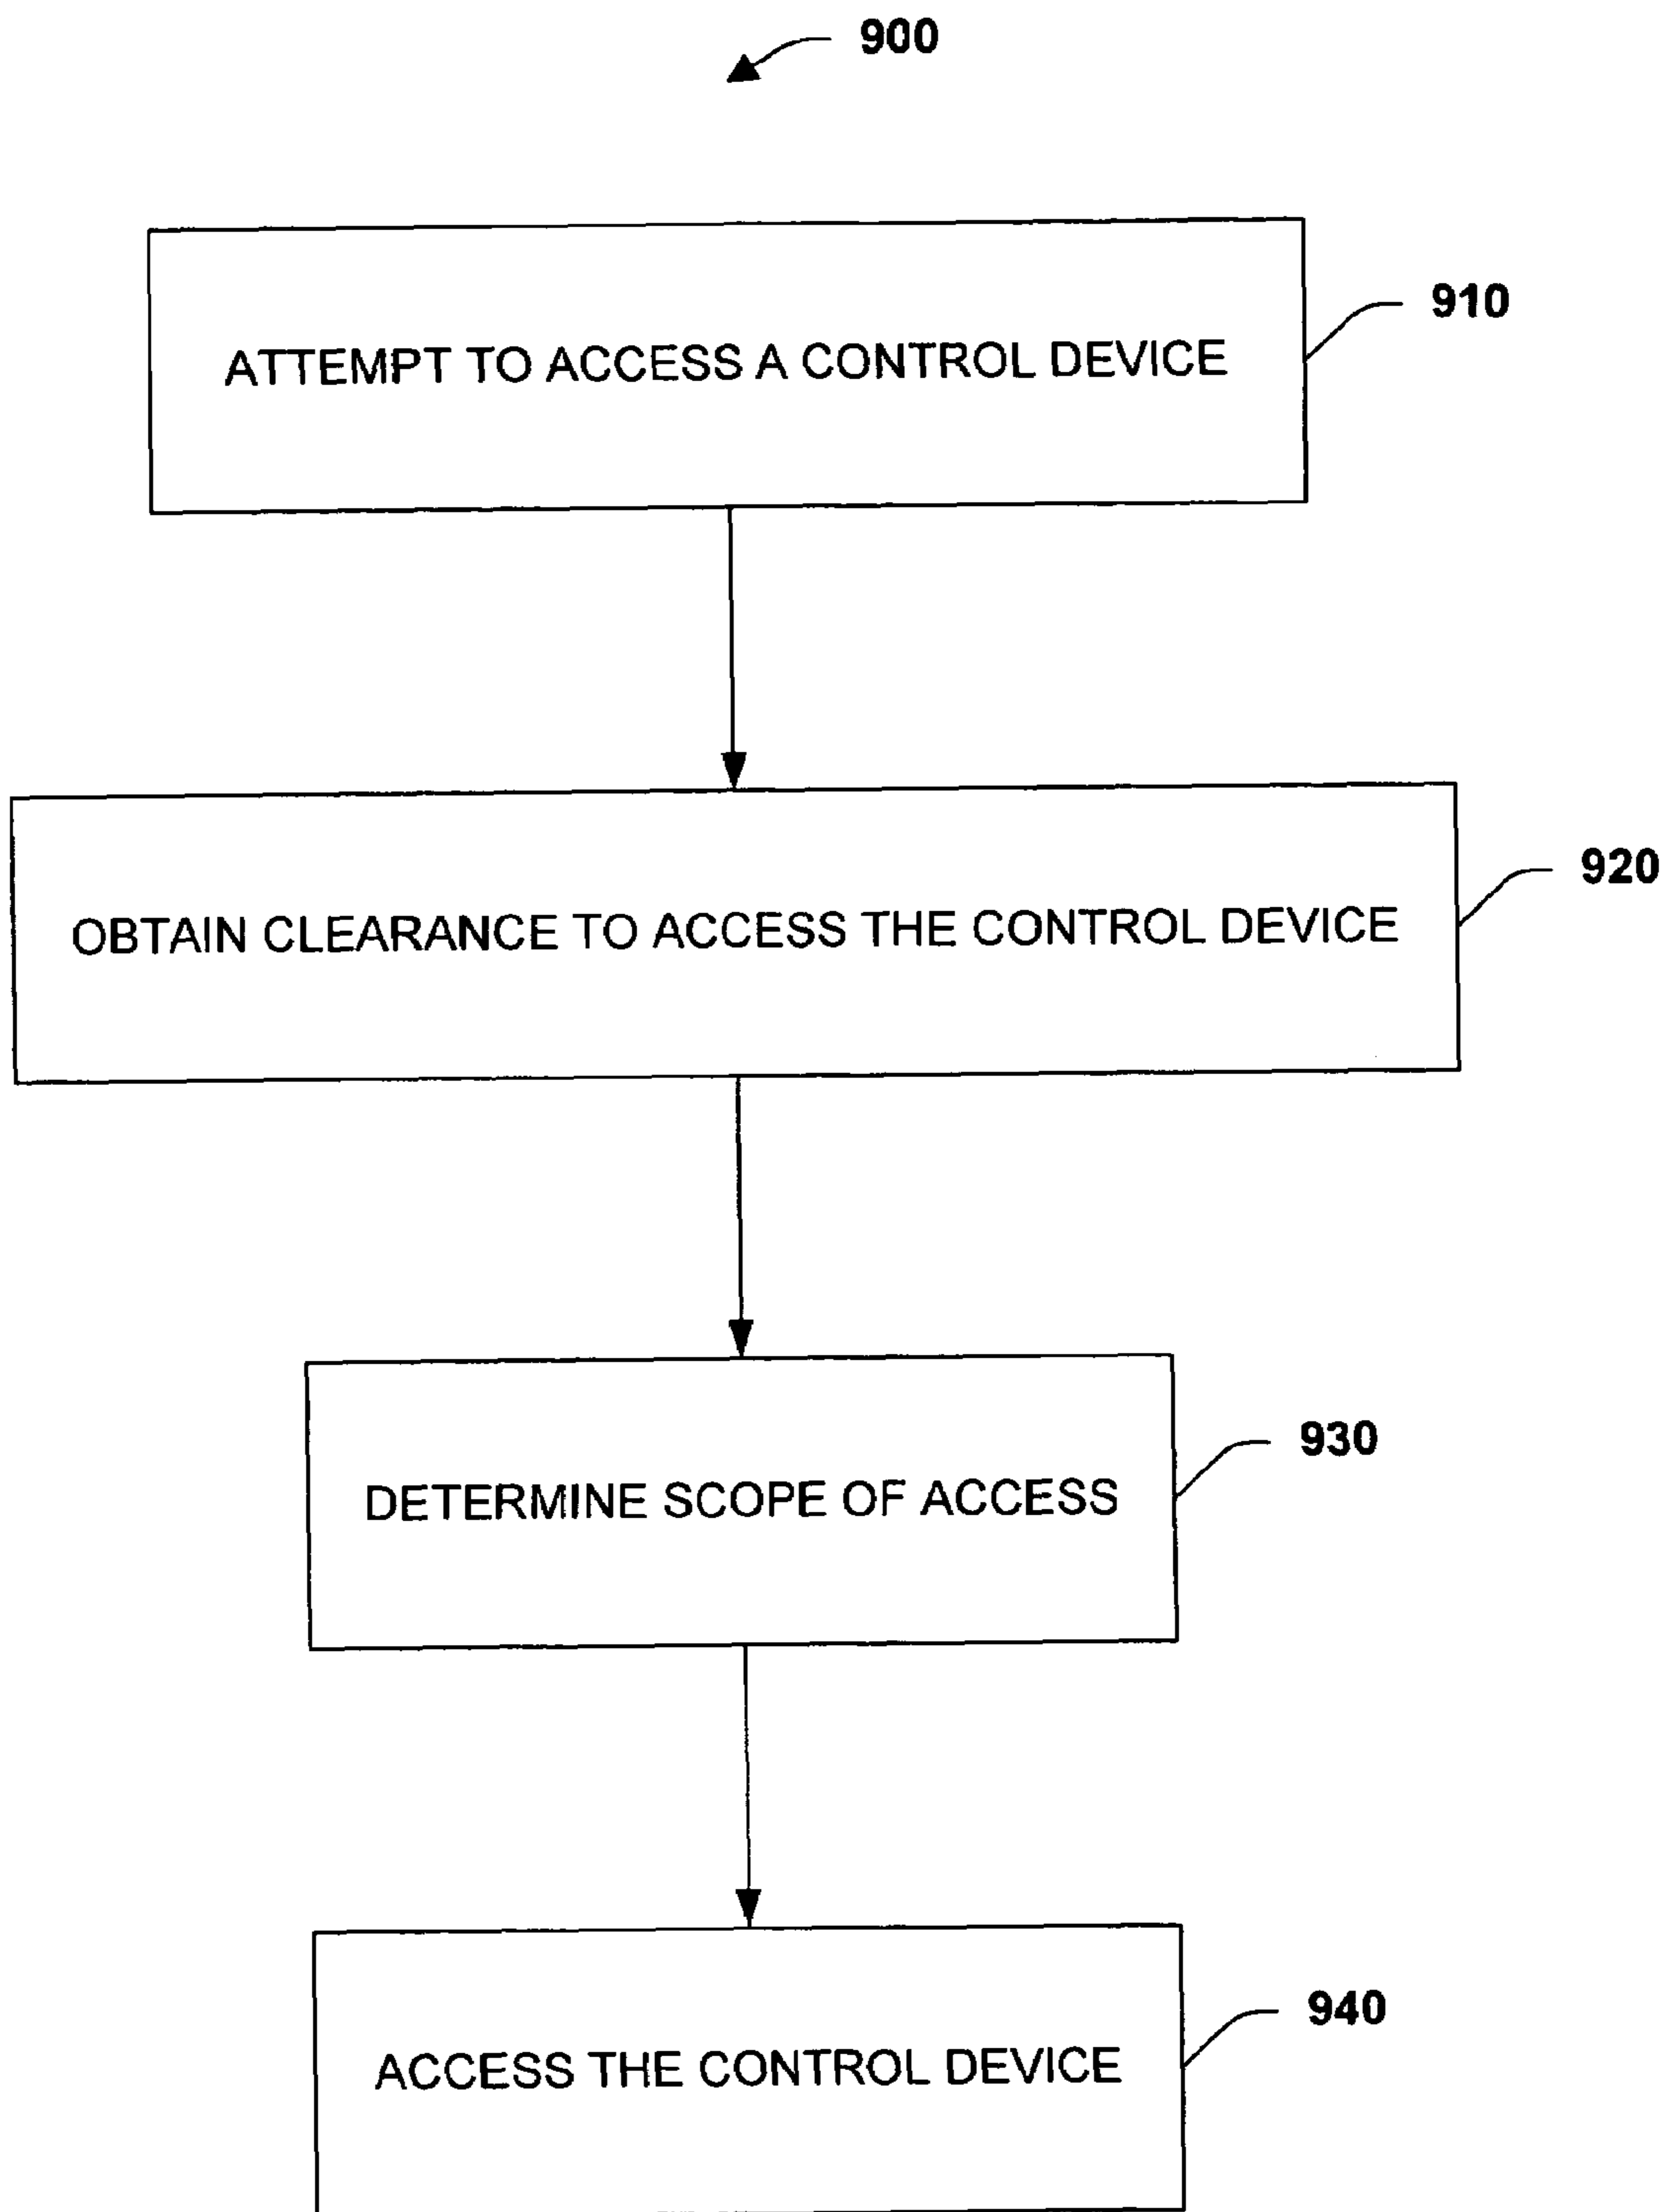 900
ATTEMPT TO ACCESS A CONTROL DEVICE
910
OBTAIN CLEARANCE TO ACCESS THE CONTROL DEVICE
920
DETERMINE SCOPE OF ACCESS
930
ACCESS THE CONTROL DEVICE
940